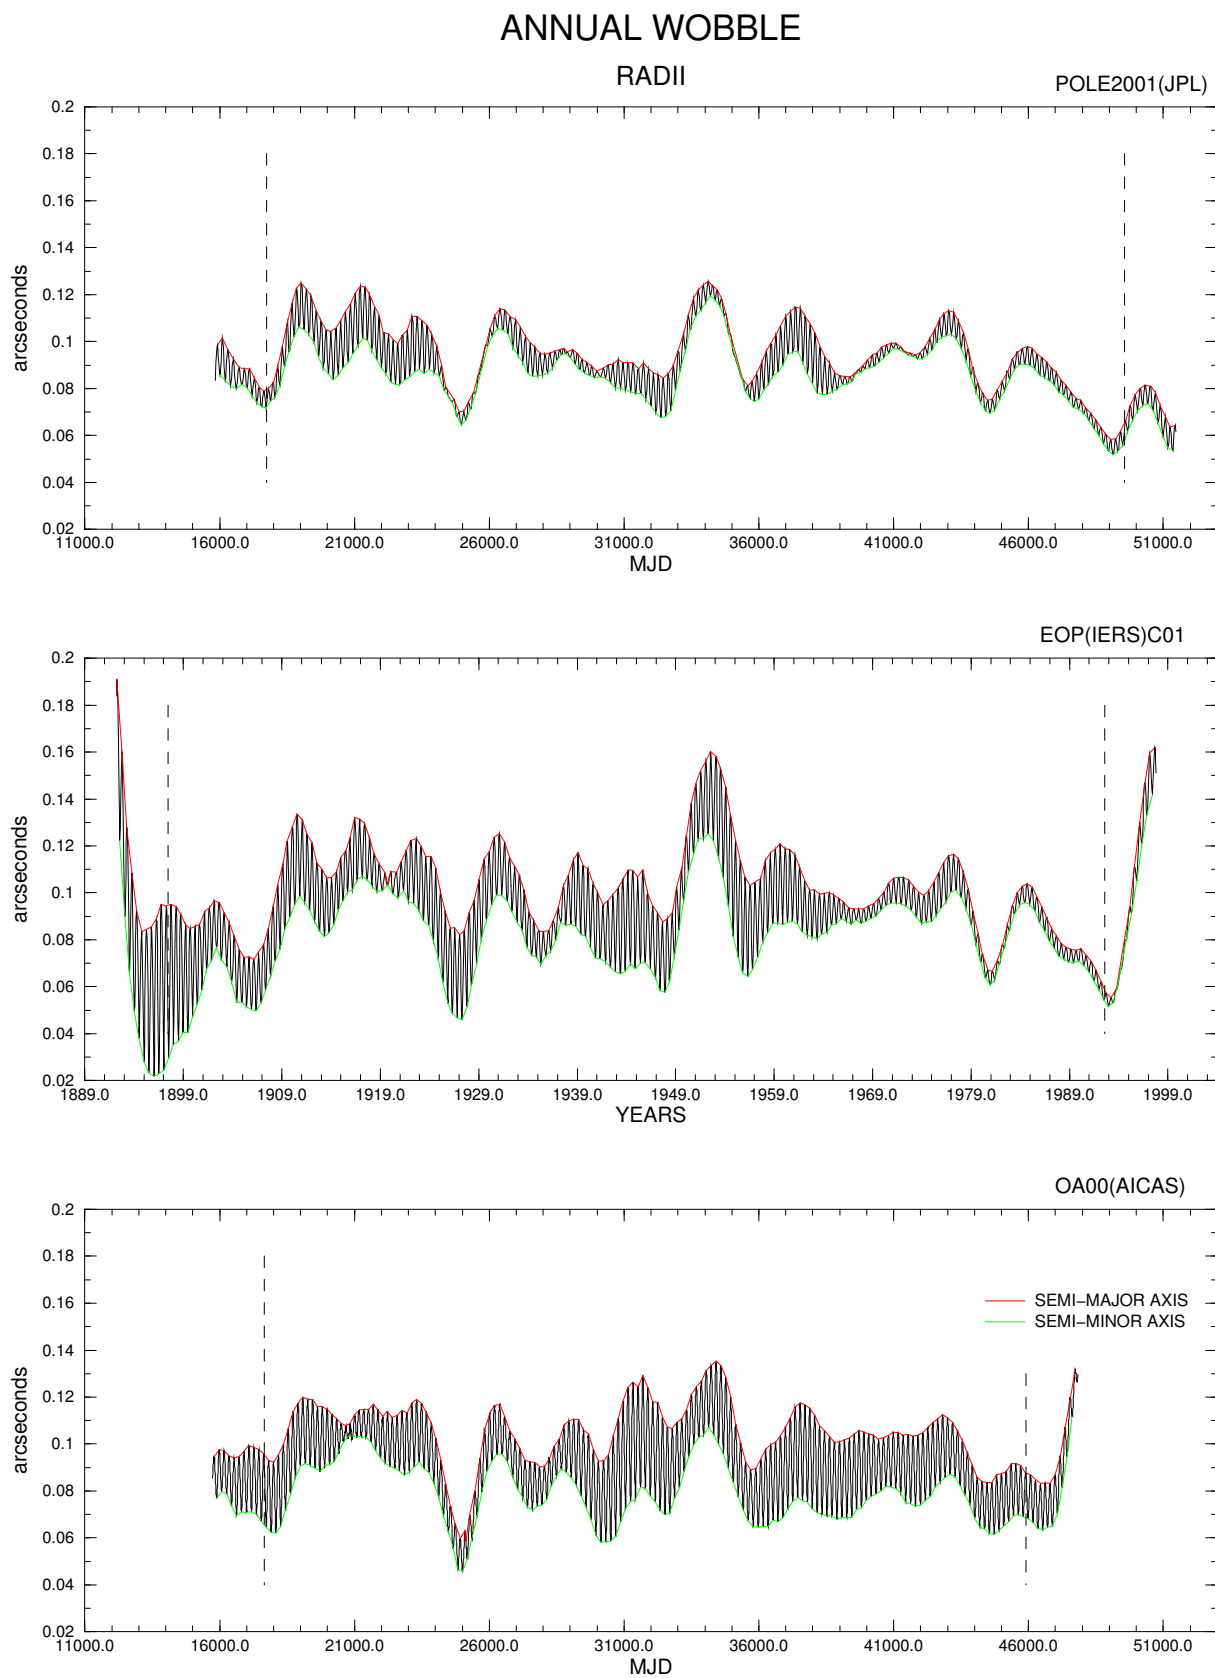 ANNUAL WOBBLE
RADII
POLE2001(JPL)
0.2
0.18
0.16
0.14
0.12
0.1
0.08
0.06
0.04
0.02
arcseconds
11000.0 16000.0 21000.0 26000.0 31000.0 36000.0 41000.0 46000.0 51000.0
MJD
EOP(IERS)C01
0.2
0.18
0.16
0.14
0.12
0.1
0.08
0.06
0.04
0.02
arcseconds
1889.0 1899.0 1909.0 1919.0 1929.0 1939.0 1949.0 1959.0 1969.0 1979.0 1989.0 1999.0
YEARS
OA00(AICAS)
0.2
0.18
0.16
0.14
0.12
0.1
0.08
0.06
0.04
0.02
arcseconds
SEMI−MAJOR AXIS
SEMI−MINOR AXIS
11000.0 16000.0 21000.0 26000.0 31000.0 36000.0 41000.0 46000.0 51000.0
MJD